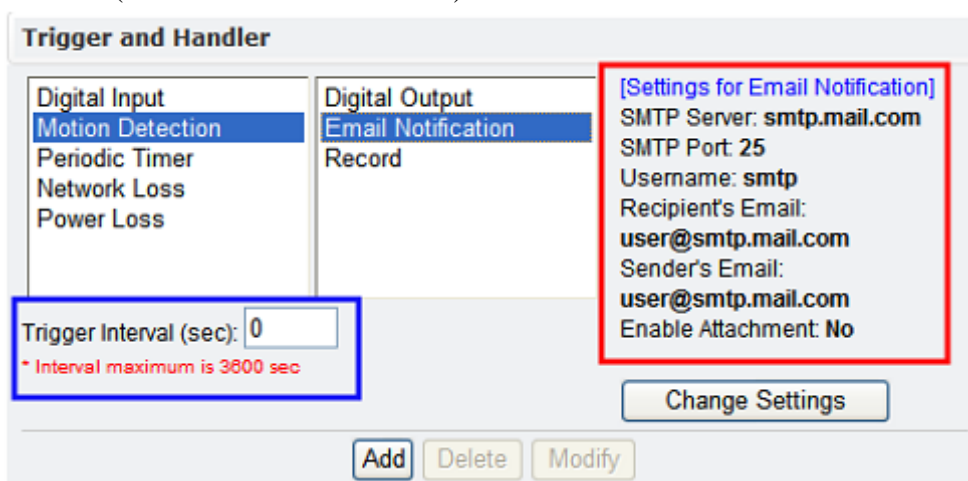 Trigger and Handler
Digital Input
Motion Detection
Periodic Timer
Network Loss
Power Loss
Digital Output
Email Notification
Record
[Settings for Email Notification]
SMTP Server: smtp.mail.com
SMTP Port: 25
Username: smtp
Recipient's Email:
user@smtp.mail.com
Sender's Email:
user@smtp.mail.com
Enable Attachment: No
Trigger Interval (sec): 0
* Interval maximum is 3600 sec
Change Settings
Add Delete Modify